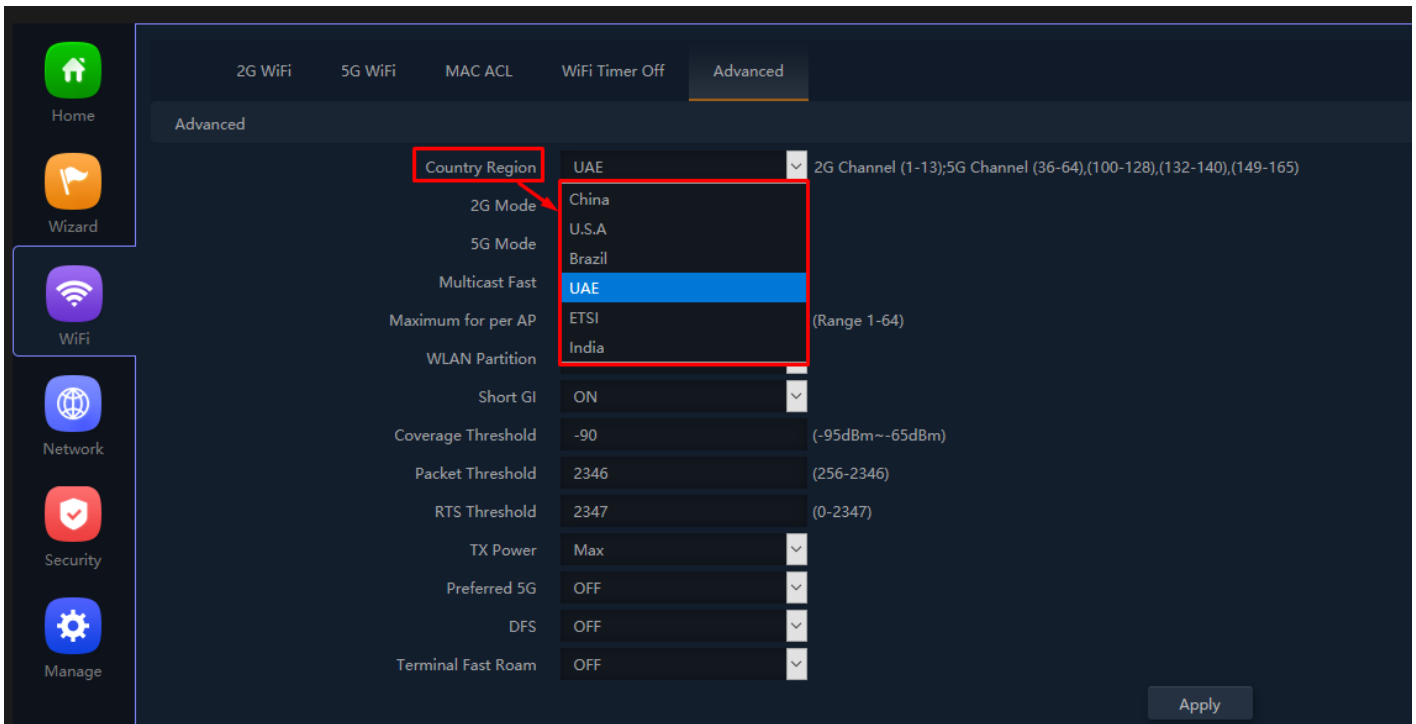 2G WiFi 5G WiFi MAC ACL WiFi Timer Off Advanced
Home
Advanced
Country Region UAE 2G Channel (1-13);5G Channel (36-64),(100-128),(132-140),(149-165)
China
2G Mode
Wizard
U.S.A
5G Mode
Brazil
Multicast Fast
UAE
Maximum for per AP ETSI (Range 1-64)
WiFi
India
WLAN Partition
Short GI ON
Coverage Threshold -90 (-95dBm~-65dBm)
Network
Packet Threshold 2346 (256-2346)
RTS Threshold 2347 (0-2347)
TX Power Max
Security
Preferred 5G OFF
DFS OFF
Terminal Fast Roam OFF
Manage
Apply